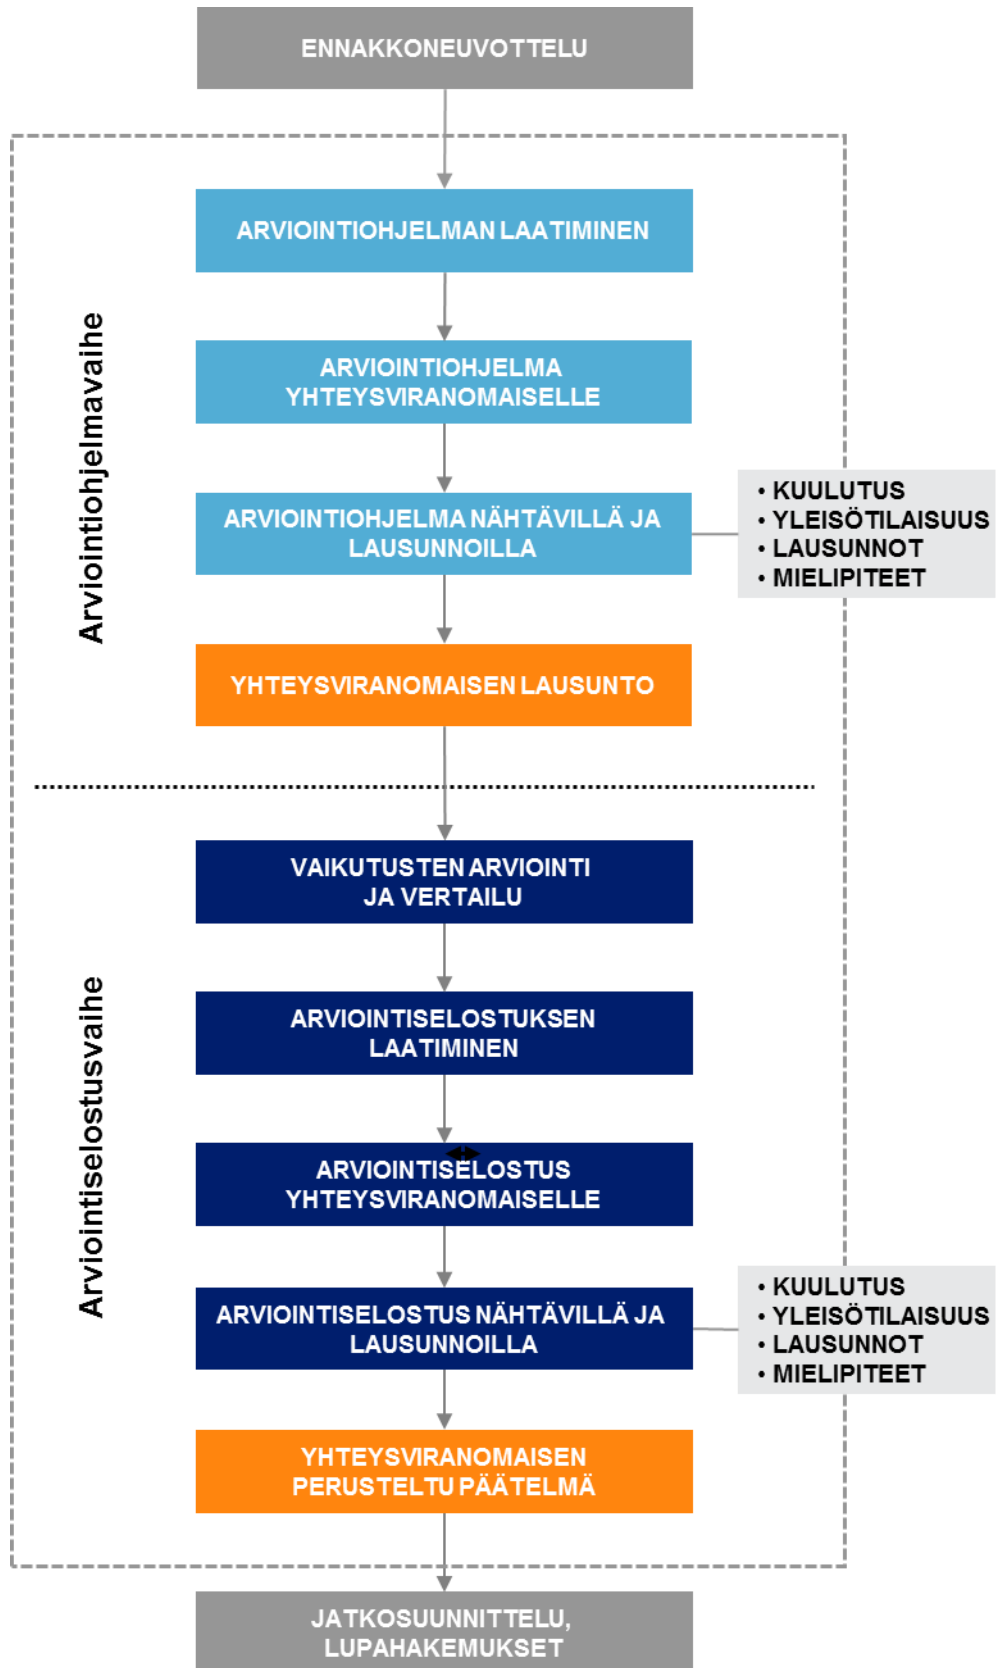 ENNAKKONEUVOTTELU
Arviointiohjelmavaihe
ARVIOINTIOHJELMAN LAATIMINEN
ARVIOINTIOHJELMA
YHTEYSVIRANOMAISELLE
ARVIOINTIOHJELMA NÄHTÄVILLÄ JA
LAUSUNNOILLA
• KUULUTUS
• YLEISÖTILAISUUS
• LAUSUNNOT
• MIELIPITEET
YHTEYSVIRANOMAISEN LAUSUNTO
Arviointiselostusvaihe
VAIKUTUSTEN ARVIOINTI
JA VERTAILU
ARVIOINTISELOSTUKSEN
LAATIMINEN
ARVIOINTISELOSTUS
YHTEYSVIRANOMAISELLE
ARVIOINTISELOSTUS NÄHTÄVILLÄ JA
LAUSUNNOILLA
• KUULUTUS
• YLEISÖTILAISUUS
• LAUSUNNOT
• MIELIPITEET
YHTEYSVIRANOMAISEN
PERUSTELTU PÄÄTELMÄ
JATKOSUUNNITTELU,
LUPAHAKEMUKSET